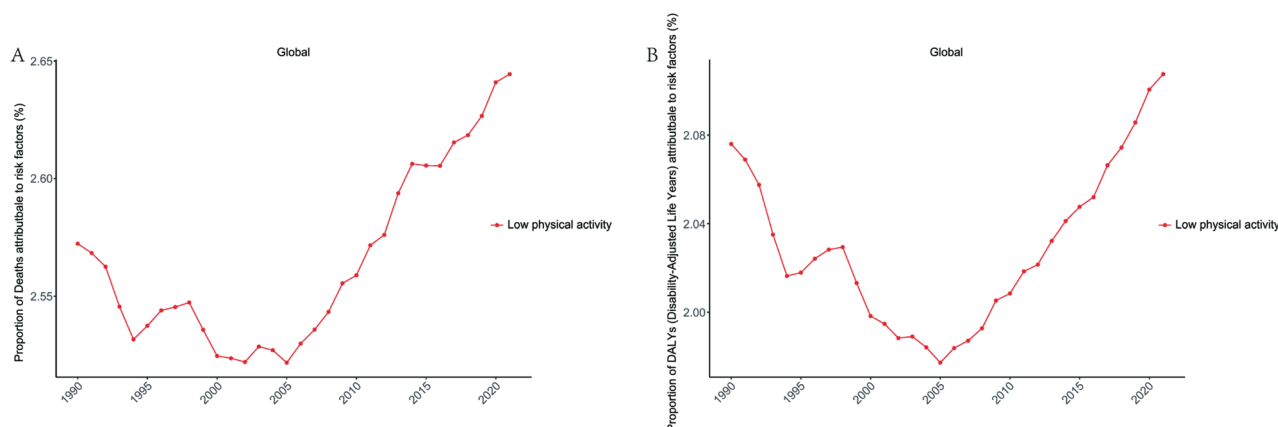 A
Global
Proportion of Deaths attributbale to risk factors (%)
2.65
2.60
2.55
1990
1995
2000
2005
2010
2015
2020
Low physical activity
B
Global
Proportion of DALYs (Disability-Adjusted Life Years) attributbale to risk factors (%)
2.08
2.04
2.00
1990
1995
2000
2005
2010
2015
2020
Low physical activity